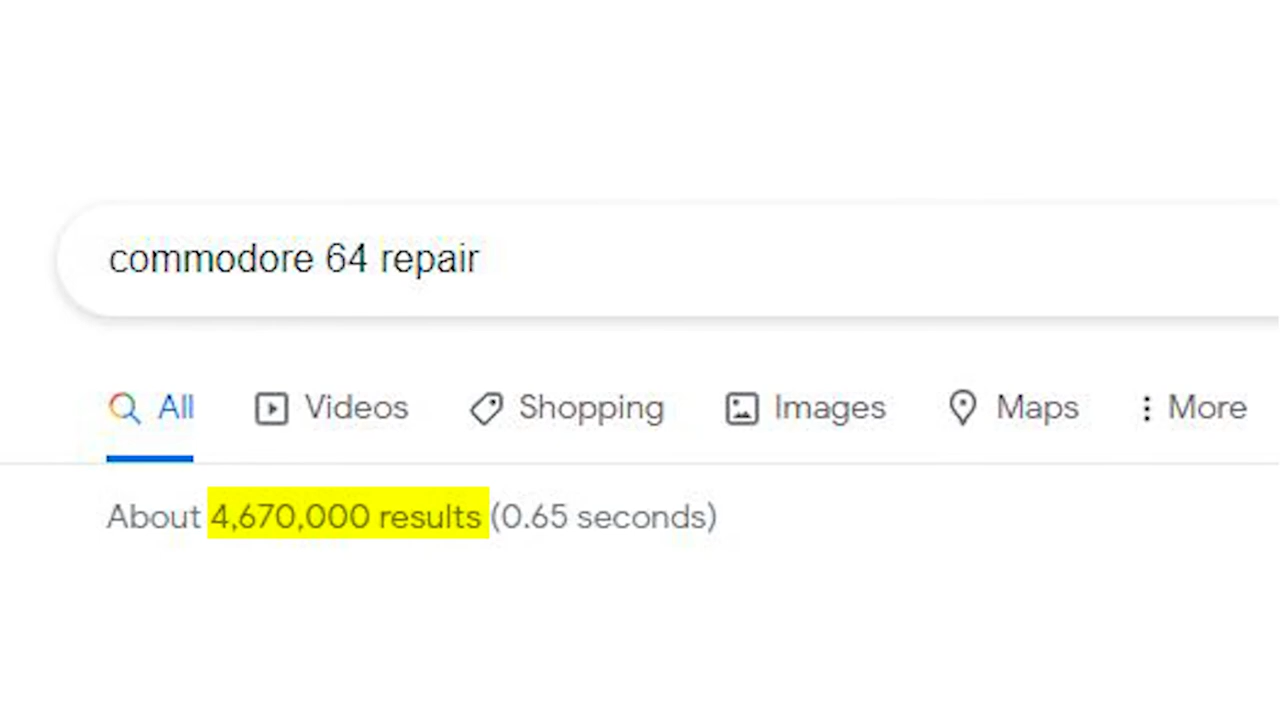 commodore 64 repair
All Videos Shopping Images Maps More
About 4,670,000 results (0.65 seconds)